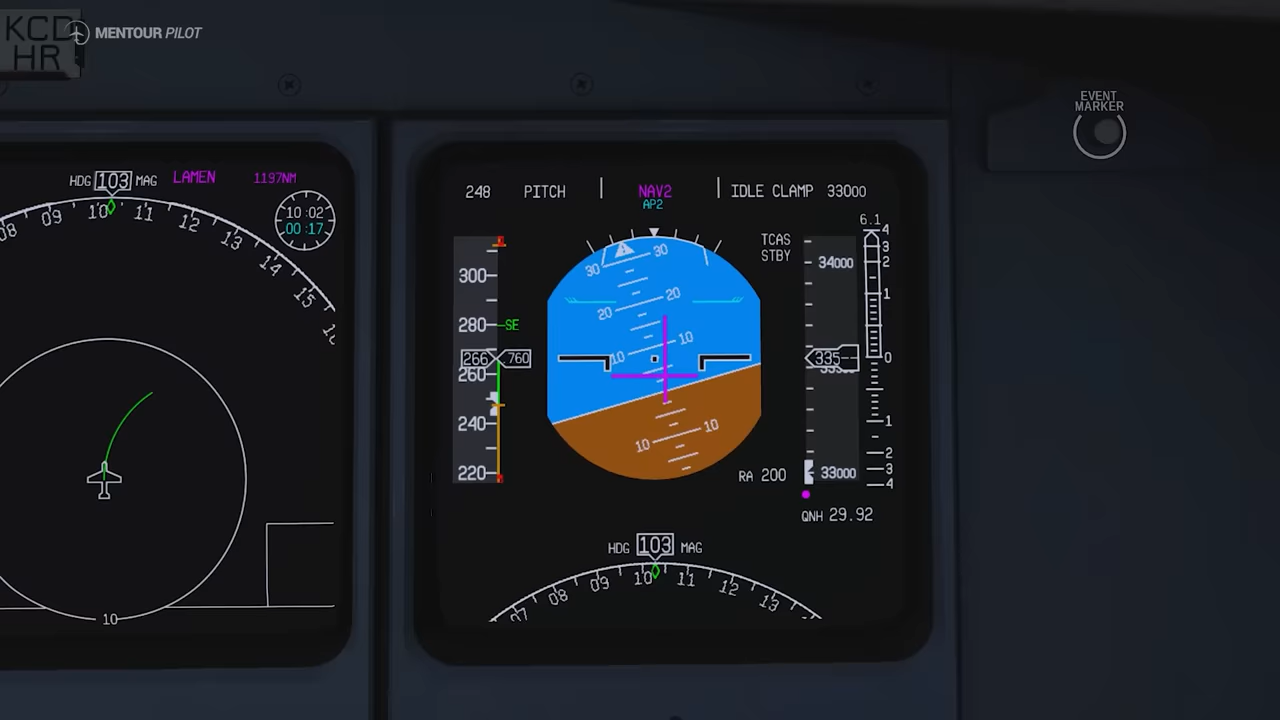 KCD
HR
MENTOUR PILOT
EVENT
MARKER
HDG 103 MAG LAMEN 1197NM
10:02
00:17
08 09 10 11 12 13 14 15
10
248 PITCH NAV2 IDLE CLAMP 33000
AP2
TCAS
STBY
6.1
300
280 SE
266 760
260
240
220
30 30
20 20
10 10
10 10
34000
335
33000
4
3
2
1
0
1
2
3
4
RA 200
QNH 29.92
HDG 103 MAG
07 08 09 10 11 12 13